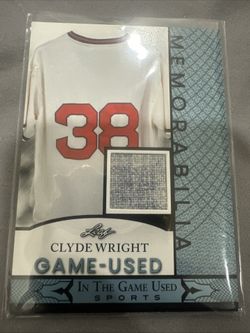 38
MEMORABILIA
Leaf
CLYDE WRIGHT
GAME-USED
IN THE GAME USED
SPORTS